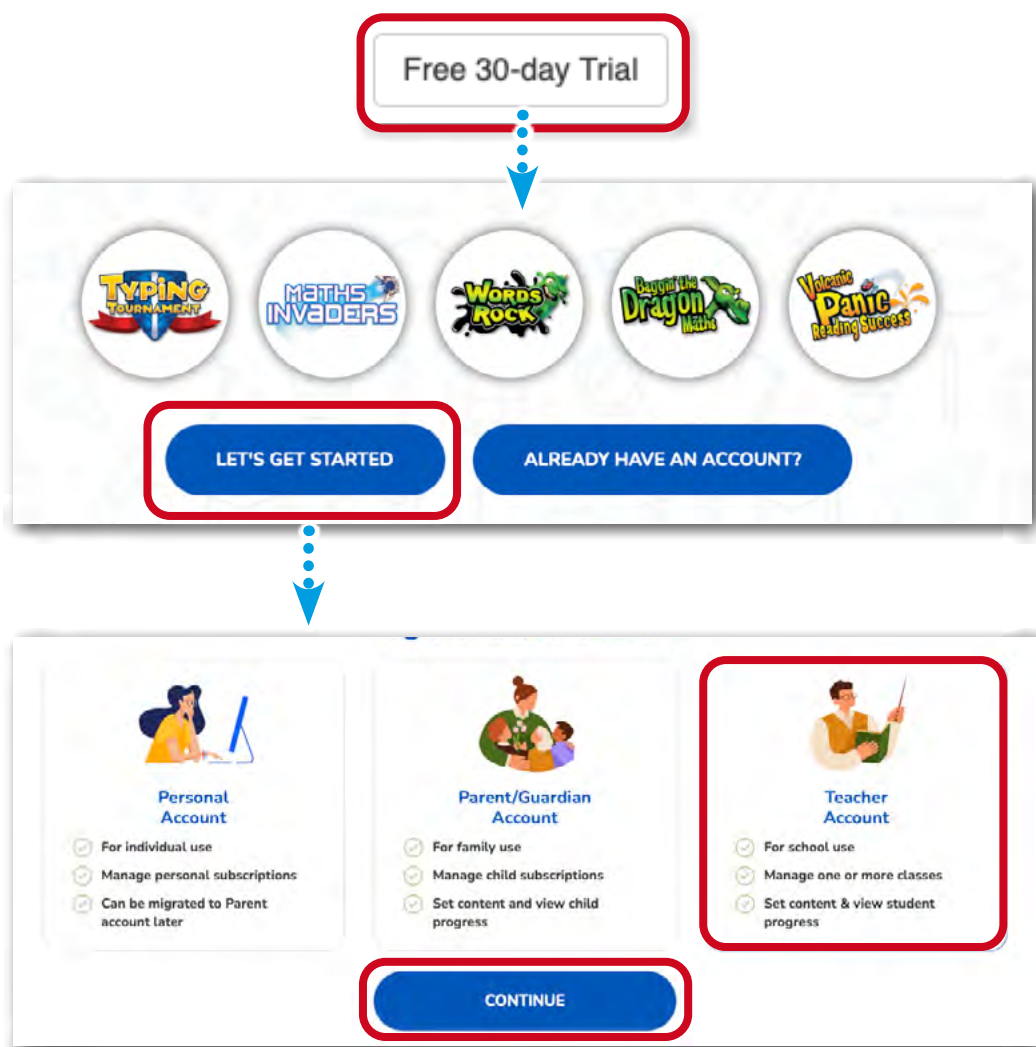 Free 30-day Trial
TYPING
TOURNAMENT
MATHS
INVADERS
WORDS
ROCK
Baggin' the
Dragon
Maths
Volcanic
Panic
Reading Success
LET'S GET STARTED
ALREADY HAVE AN ACCOUNT?
Personal
Account
For individual use
Manage personal subscriptions
Can be migrated to Parent
account later
Parent/Guardian
Account
For family use
Manage child subscriptions
Set content and view child
progress
Teacher
Account
For school use
Manage one or more classes
Set content & view student
progress
CONTINUE